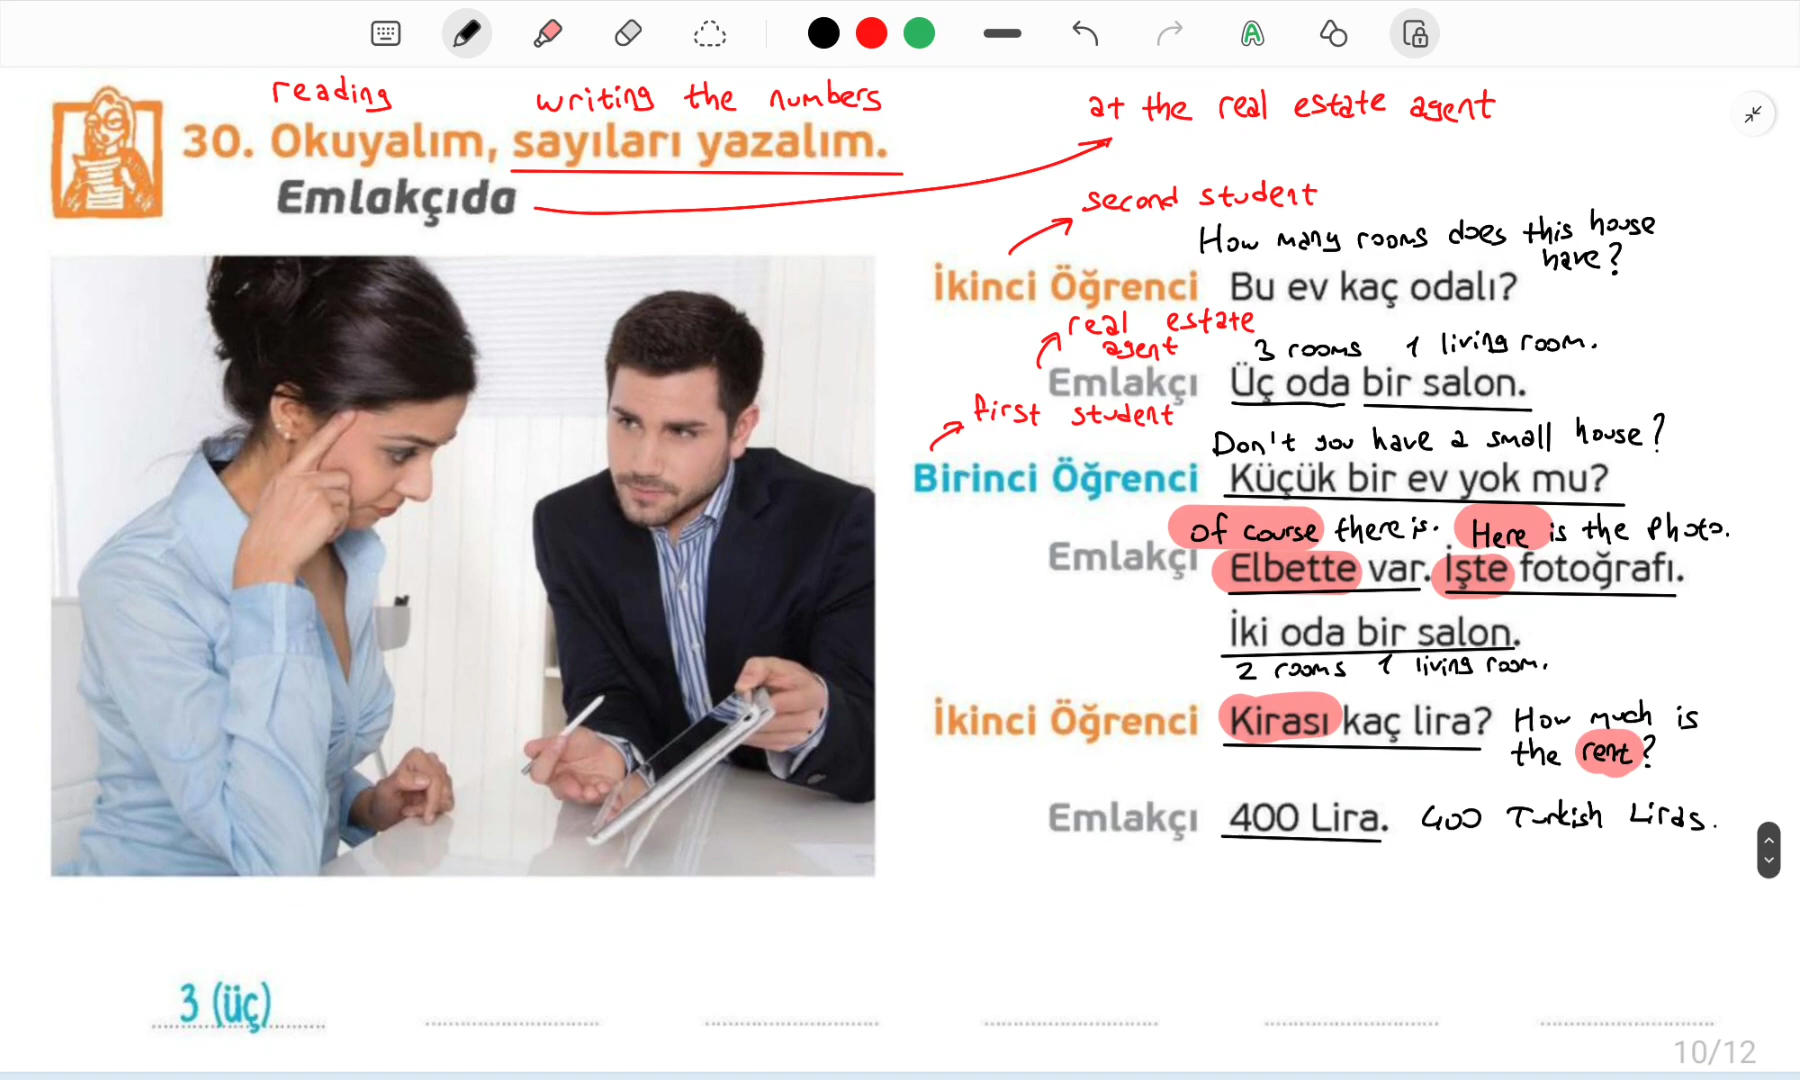 reading
writing the numbers
at the real estate agent
30. Okuyalım, sayıları yazalım.
Emlakçıda
second student
How many rooms does this house
have?
İkinci Öğrenci Bu ev kaç odalı?
real estate
agent
3 rooms 1 living room.
Emlakçı Üç oda bir salon.
first student
Don't you have a small house?
Birinci Öğrenci Küçük bir ev yok mu?
of course there is. Here is the photo.
Emlakçı Elbette var. İşte fotoğrafı.
İki oda bir salon.
2 rooms 1 living room.
İkinci Öğrenci Kirası kaç lira? How much is
the rent?
Emlakçı 400 Lira. 400 Turkish Liras.
3 (üç)
10/12